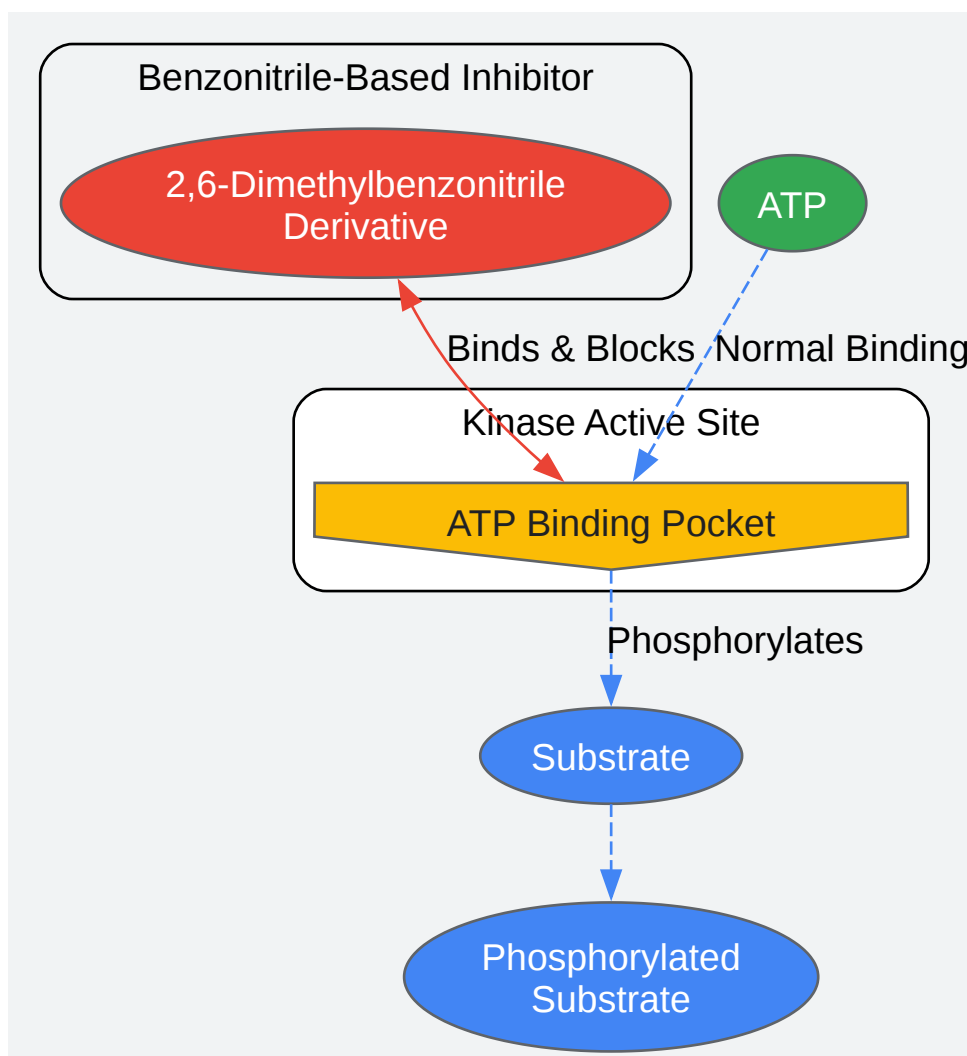 Benzonitrile-Based Inhibitor
2,6-Dimethylbenzonitrile
Derivative
ATP
Binds & Blocks
Normal Binding
Kinase Active Site
ATP Binding Pocket
Phosphorylates
Substrate
Phosphorylated
Substrate